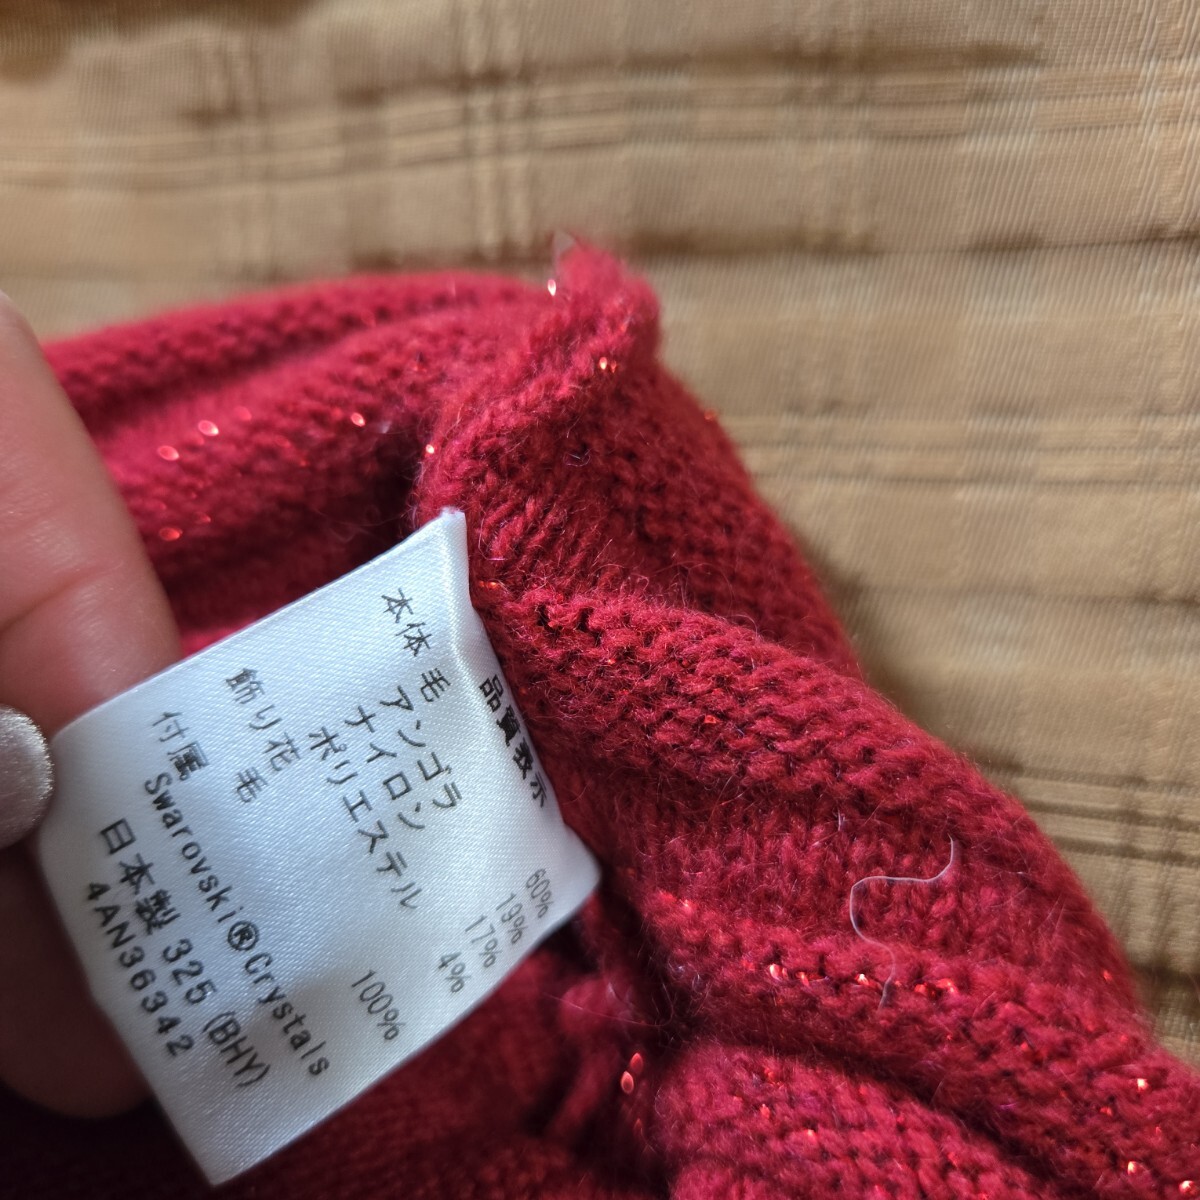 品質表示
本体 毛 60%
アンゴラ 19%
ナイロン 17%
ポリエステル 4%
飾り花
毛 100%
付属 Swarovski®Crystals
日本製 325 (BHY)
4AN36342